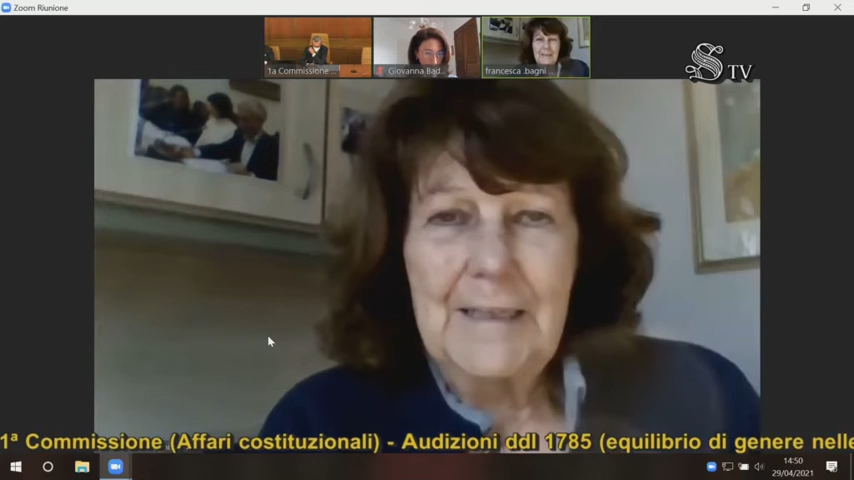 Zoom Riunione
1a Commissione ...
Giovanna Bad...
francesca .bagni ...
S TV
1ª Commissione (Affari costituzionali) - Audizioni ddl 1785 (equilibrio di genere nelle
14:50
29/04/2021